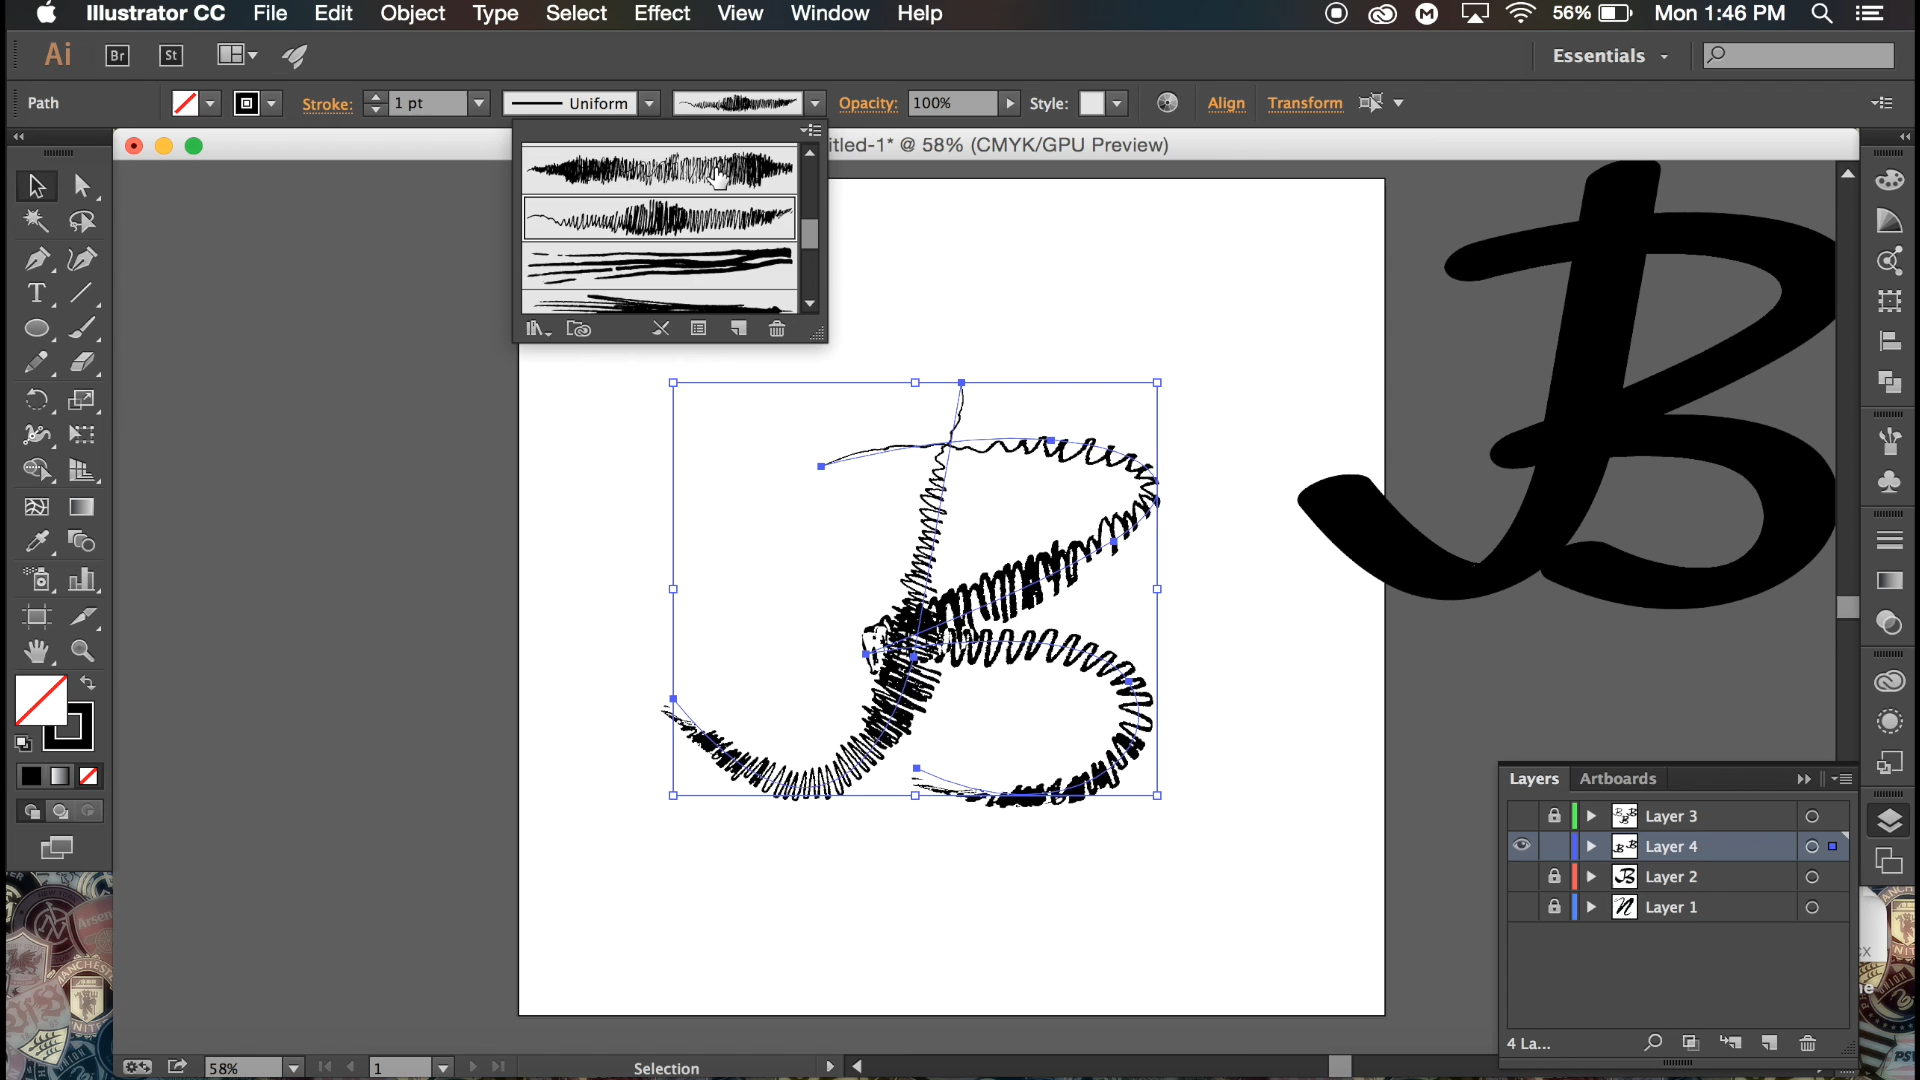 Illustrator CC File Edit Object Type Select Effect View Window Help 56% Mon 1:46 PM
Ai Br St Essentials
Path Stroke: 1 pt Uniform Opacity: 100% Style: Align Transform
itled-1* @ 58% (CMYK/GPU Preview)
B
B
Layers Artboards
Layer 3
Layer 4
Layer 2
Layer 1
4 La...
58% 1 Selection